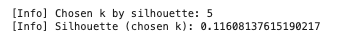 [Info] Chosen k by silhouette: 5
[Info] Silhouette (chosen k): 0.11608137615190217